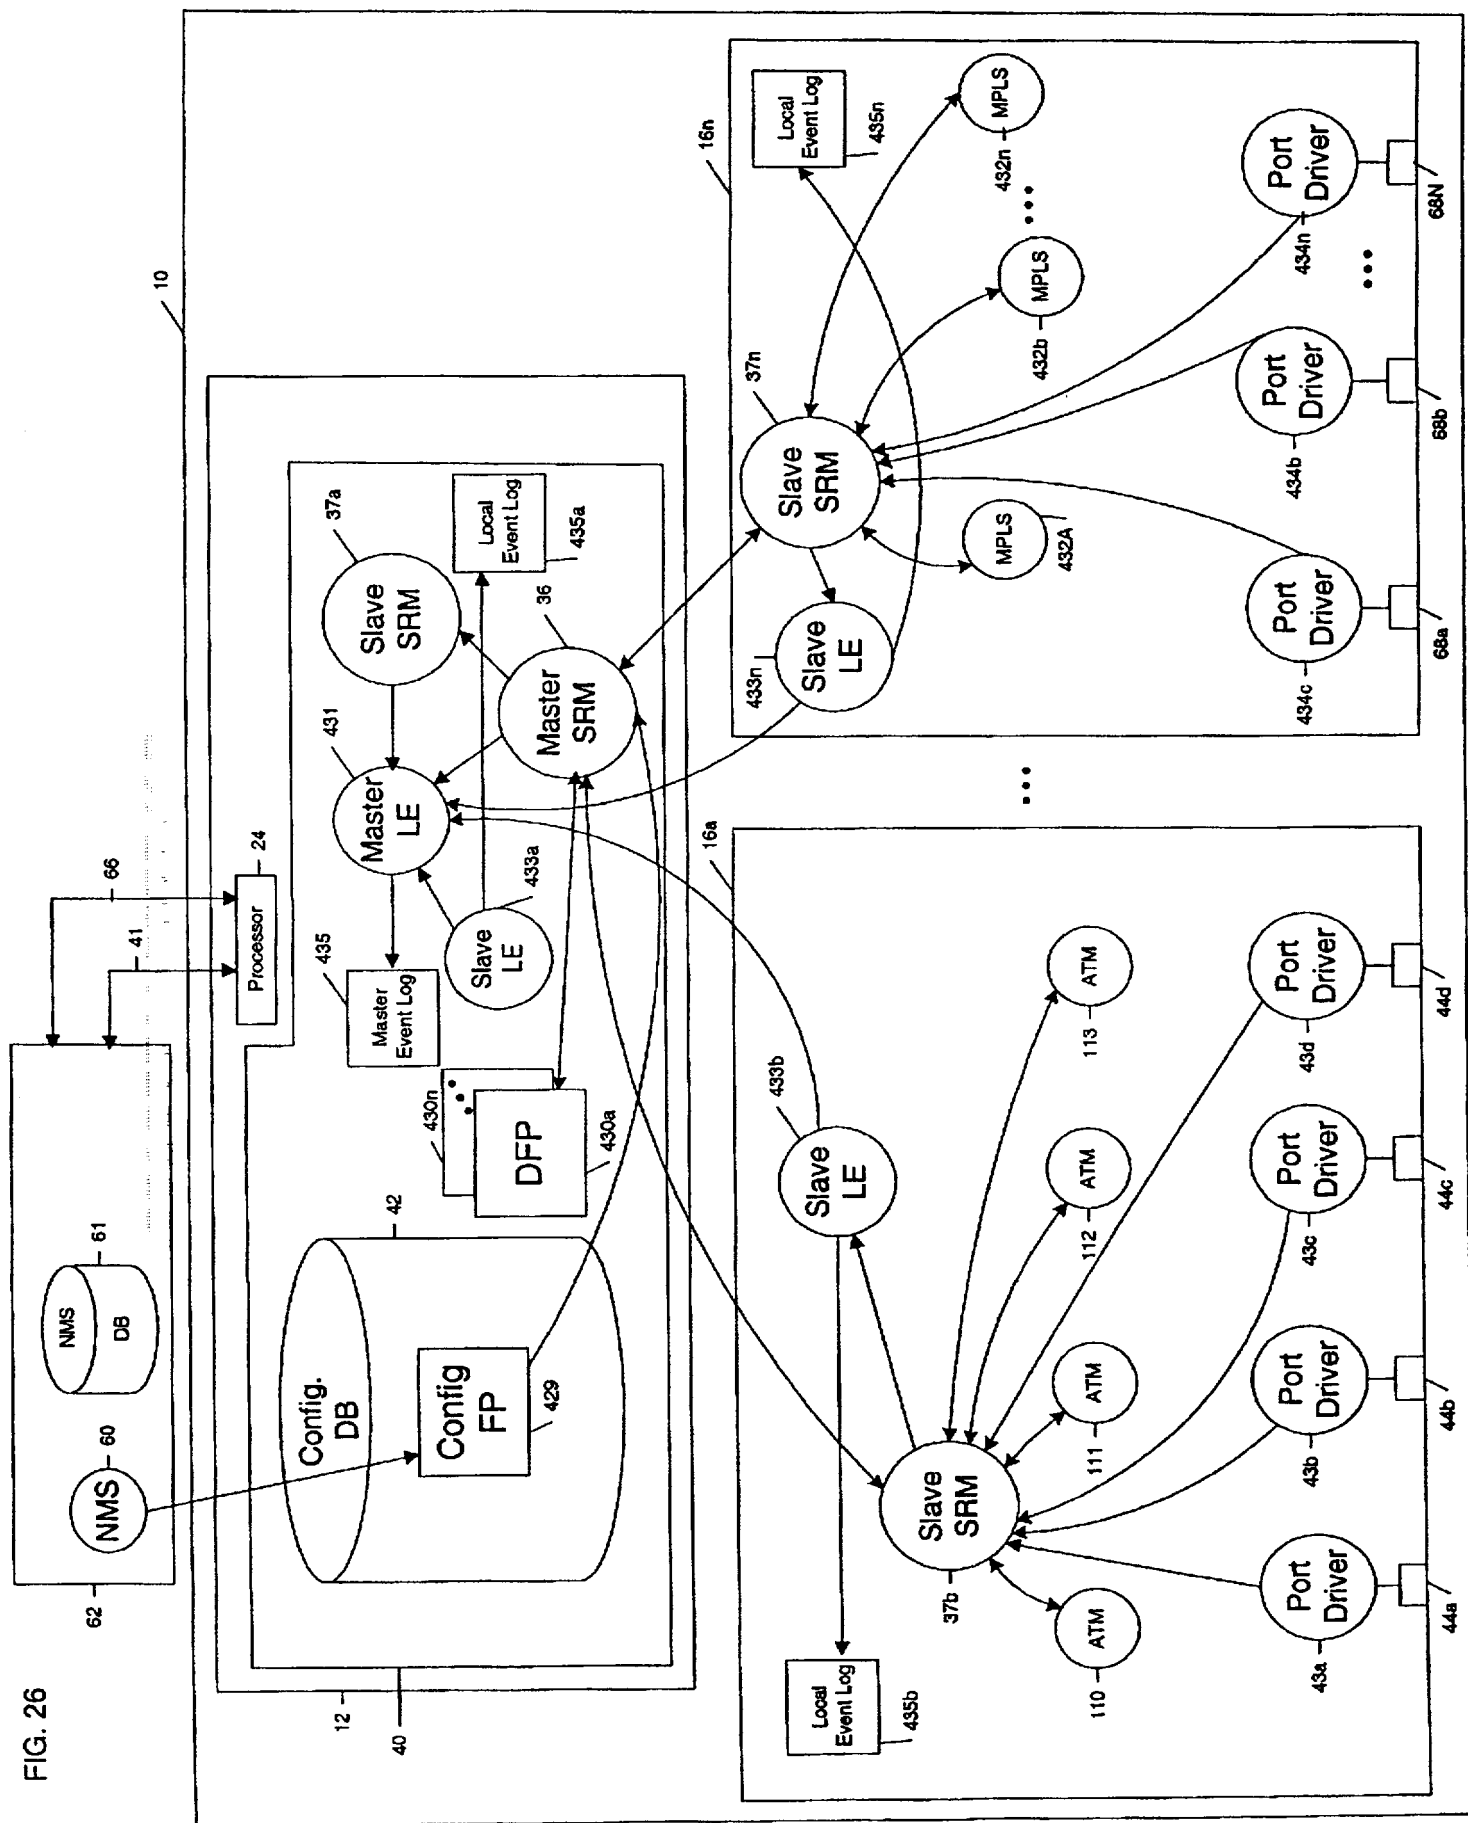 FIG. 26
62
NMS
60
NMS
DB
61
41
66
10
12
40
Processor
24
Config.
DB
42
Config
FP
429
DFP
430a
430n
Master
Event Log
435
Slave
LE
433a
Master
LE
431
Master
SRM
36
Slave
SRM
37a
Local
Event Log
435a
16a
Local
Event Log
435b
Slave
LE
433b
Slave
SRM
37b
ATM
110
ATM
111
ATM
112
ATM
113
Port
Driver
43a
44a
Port
Driver
43b
44b
Port
Driver
43c
44c
Port
Driver
43d
44d
16n
Slave
LE
433n
Slave
SRM
37n
Local
Event Log
435n
MPLS
432A
MPLS
432b
MPLS
432n
Port
Driver
434c
68a
Port
Driver
434b
68b
Port
Driver
434n
68N